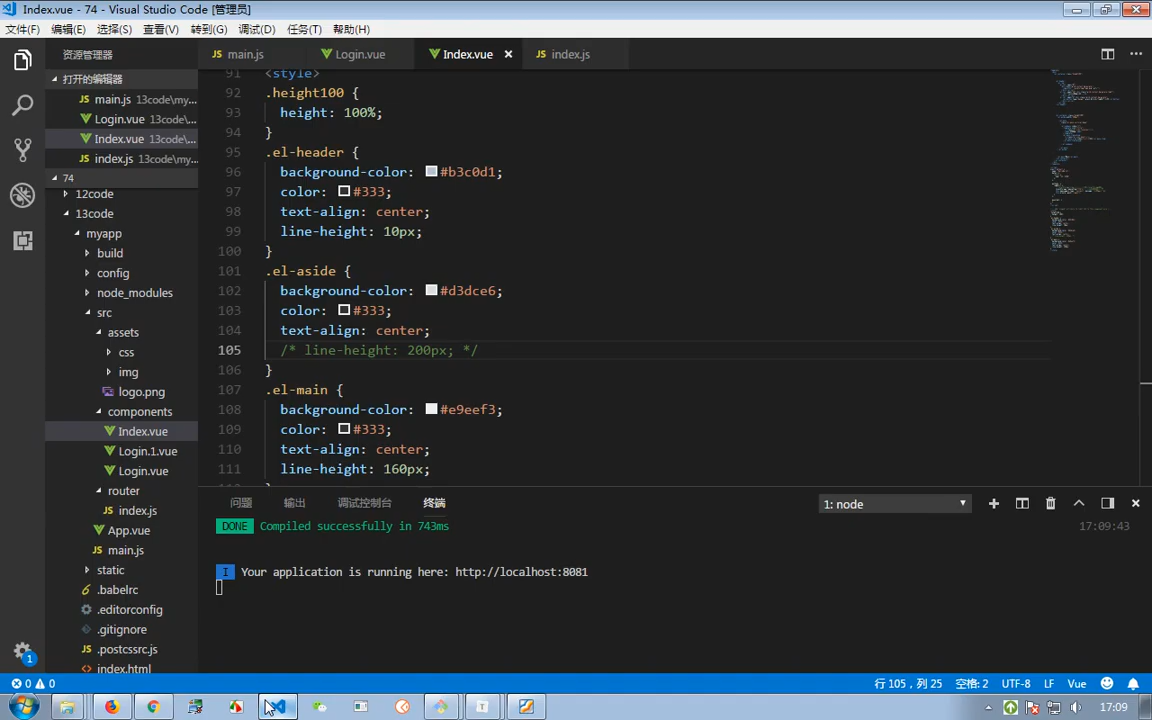 Index.vue - 74 - Visual Studio Code [管理员]
文件(F) 编辑(E) 选择(S) 查看(V) 转到(G) 调试(D) 任务(T) 帮助(H)
资源管理器
打开的编辑器
main.js 13code\my...
Login.vue 13code\...
Index.vue 13code\...
index.js 13code\my...
74
12code
13code
myapp
build
config
node_modules
src
assets
css
img
logo.png
components
Index.vue
Login.1.vue
Login.vue
router
index.js
App.vue
main.js
static
.babelrc
.editorconfig
.gitignore
.postcssrc.js
index.html
main.js Login.vue Index.vue index.js
91 <style>
92 .height100 {
93 height: 100%;
94 }
95 .el-header {
96 background-color: #b3c0d1;
97 color: #333;
98 text-align: center;
99 line-height: 10px;
100 }
101 .el-aside {
102 background-color: #d3dce6;
103 color: #333;
104 text-align: center;
105 /* line-height: 200px; */
106 }
107 .el-main {
108 background-color: #e9eef3;
109 color: #333;
110 text-align: center;
111 line-height: 160px;
问题 输出 调试控制台 终端 1: node
DONE Compiled successfully in 743ms 17:09:43
I Your application is running here: http://localhost:8081
1
0 0 行 105，列 25 空格: 2 UTF-8 LF Vue
17:09